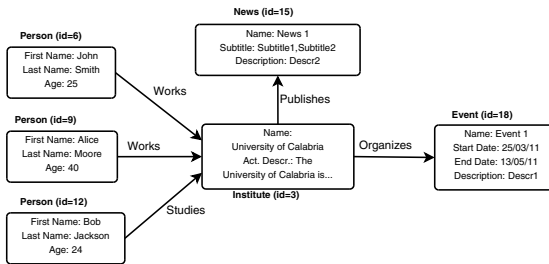 News (id=15)
Name: News 1
Subtitle: Subtitle1,Subtitle2
Description: Descr2
Person (id=6)
First Name: John
Last Name: Smith
Age: 25
Works
Publishes
Person (id=9)
First Name: Alice
Last Name: Moore
Age: 40
Works
Name:
University of Calabria
Act. Descr.: The
University of Calabria is...
Institute (id=3)
Organizes
Event (id=18)
Name: Event 1
Start Date: 25/03/11
End Date: 13/05/11
Description: Descr1
Person (id=12)
First Name: Bob
Last Name: Jackson
Age: 24
Studies